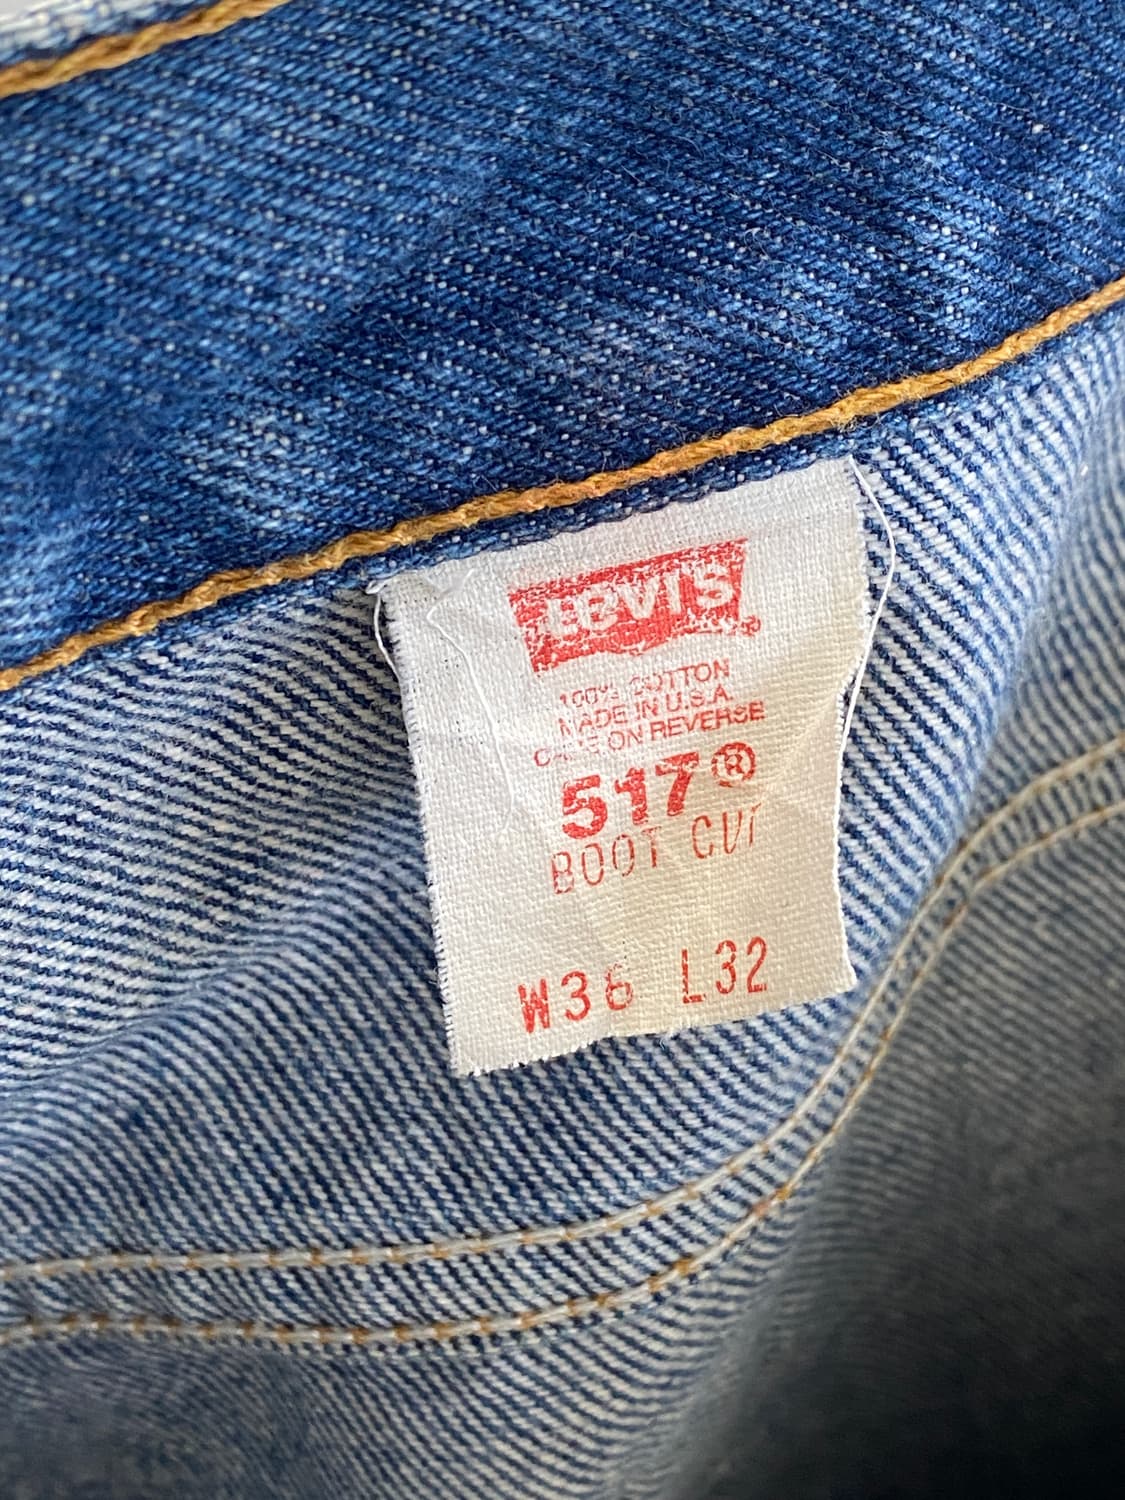 LEVI'S
100% COTTON
MADE IN U.S.A.
CARE ON REVERSE
517®
BOOT CUT
W36 L32